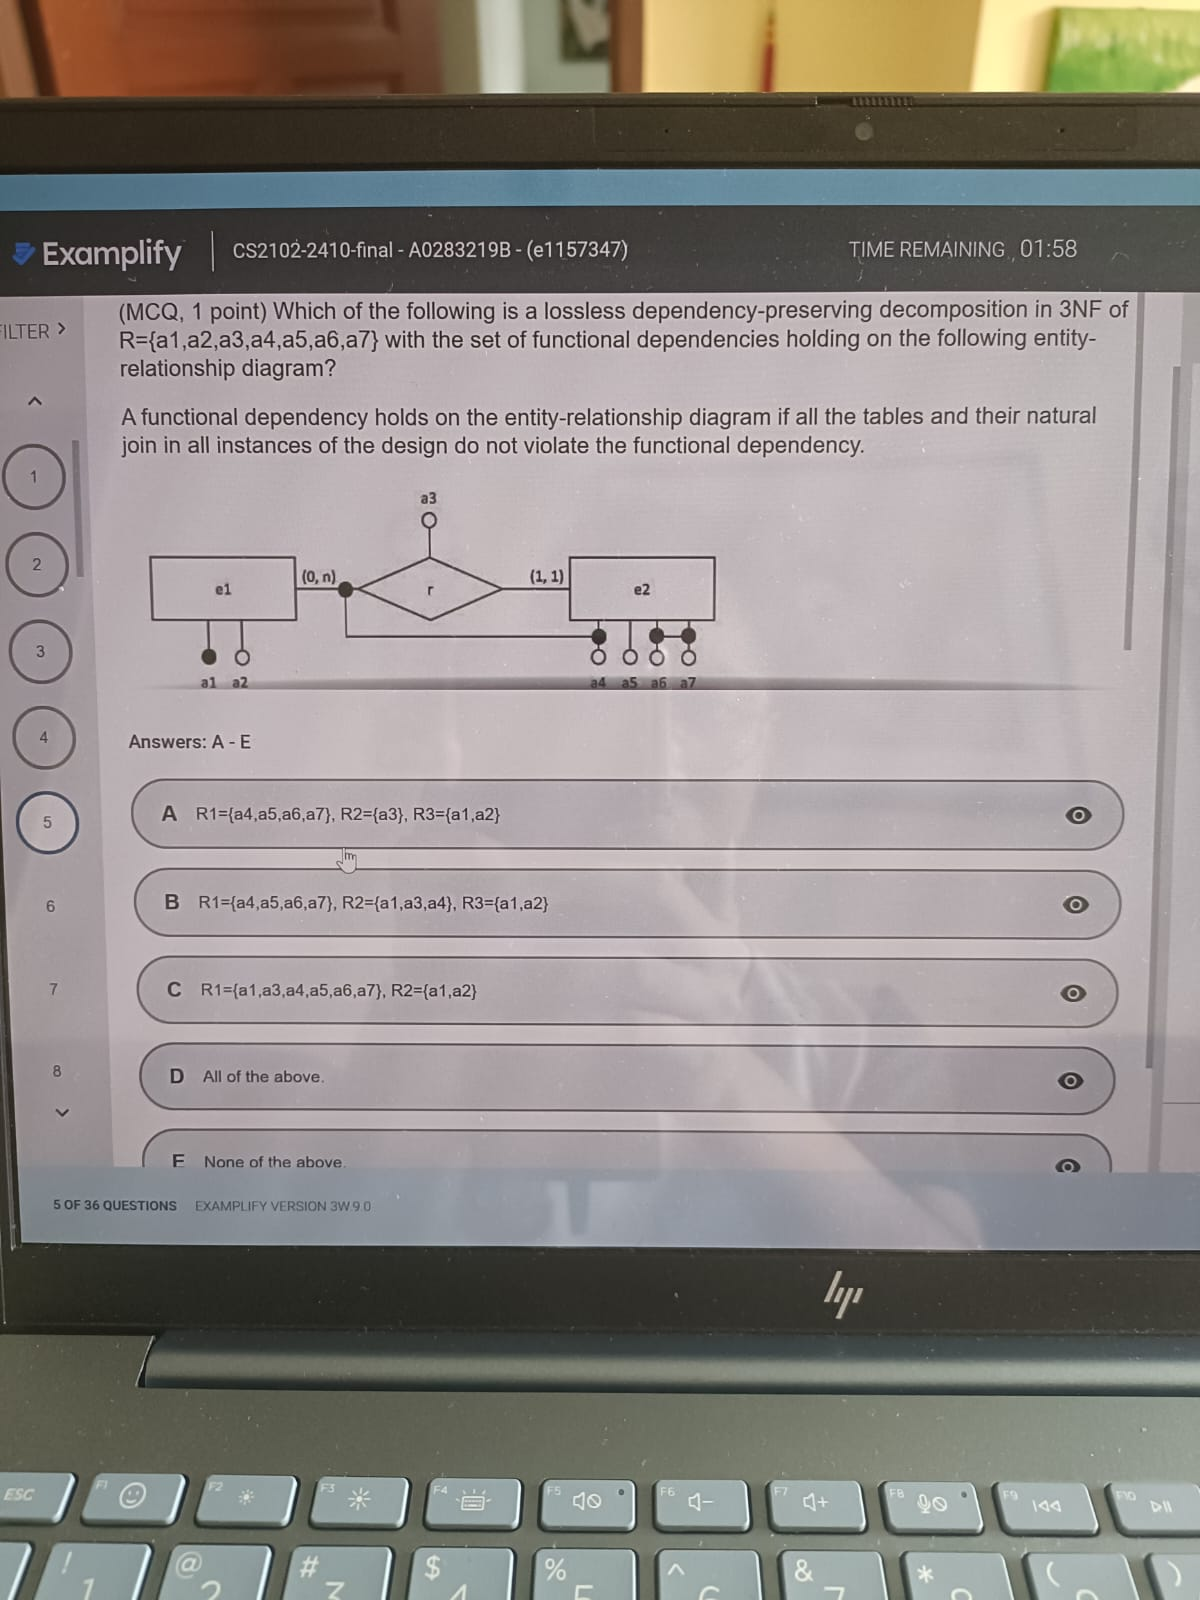 Examplify
CS2102-2410-final - A0283219B - (e1157347)
TIME REMAINING 01:58
FILTER >
1
2
3
4
5
6
7
8
(MCQ, 1 point) Which of the following is a lossless dependency-preserving decomposition in 3NF of
R={a1,a2,a3,a4,a5,a6,a7} with the set of functional dependencies holding on the following entity-
relationship diagram?
A functional dependency holds on the entity-relationship diagram if all the tables and their natural
join in all instances of the design do not violate the functional dependency.
a3
(0, n)
(1, 1)
e1
r
e2
a1 a2
a4 a5 a6 a7
Answers: A - E
A R1={a4,a5,a6,a7}, R2={a3}, R3={a1,a2}
B R1={a4,a5,a6,a7}, R2={a1,a3,a4}, R3={a1,a2}
C R1={a1,a3,a4,a5,a6,a7}, R2={a1,a2}
D All of the above.
E None of the above.
5 OF 36 QUESTIONS EXAMPLIFY VERSION 3W.9.0
hp
ESC F1 F2 F3 F4 F5 F6 F7 F8 F9 F10
! @ # $ % ^ & * ( )
1 2 3 4 5 6 7